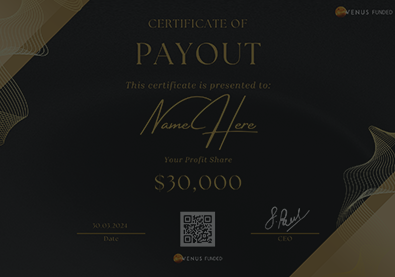 VENUS FUNDED
CERTIFICATE OF
PAYOUT
This certificate is presented to:
Name Here
Your Profit Share
$30,000
30.03.2024
Date
CEO
VENUS FUNDED